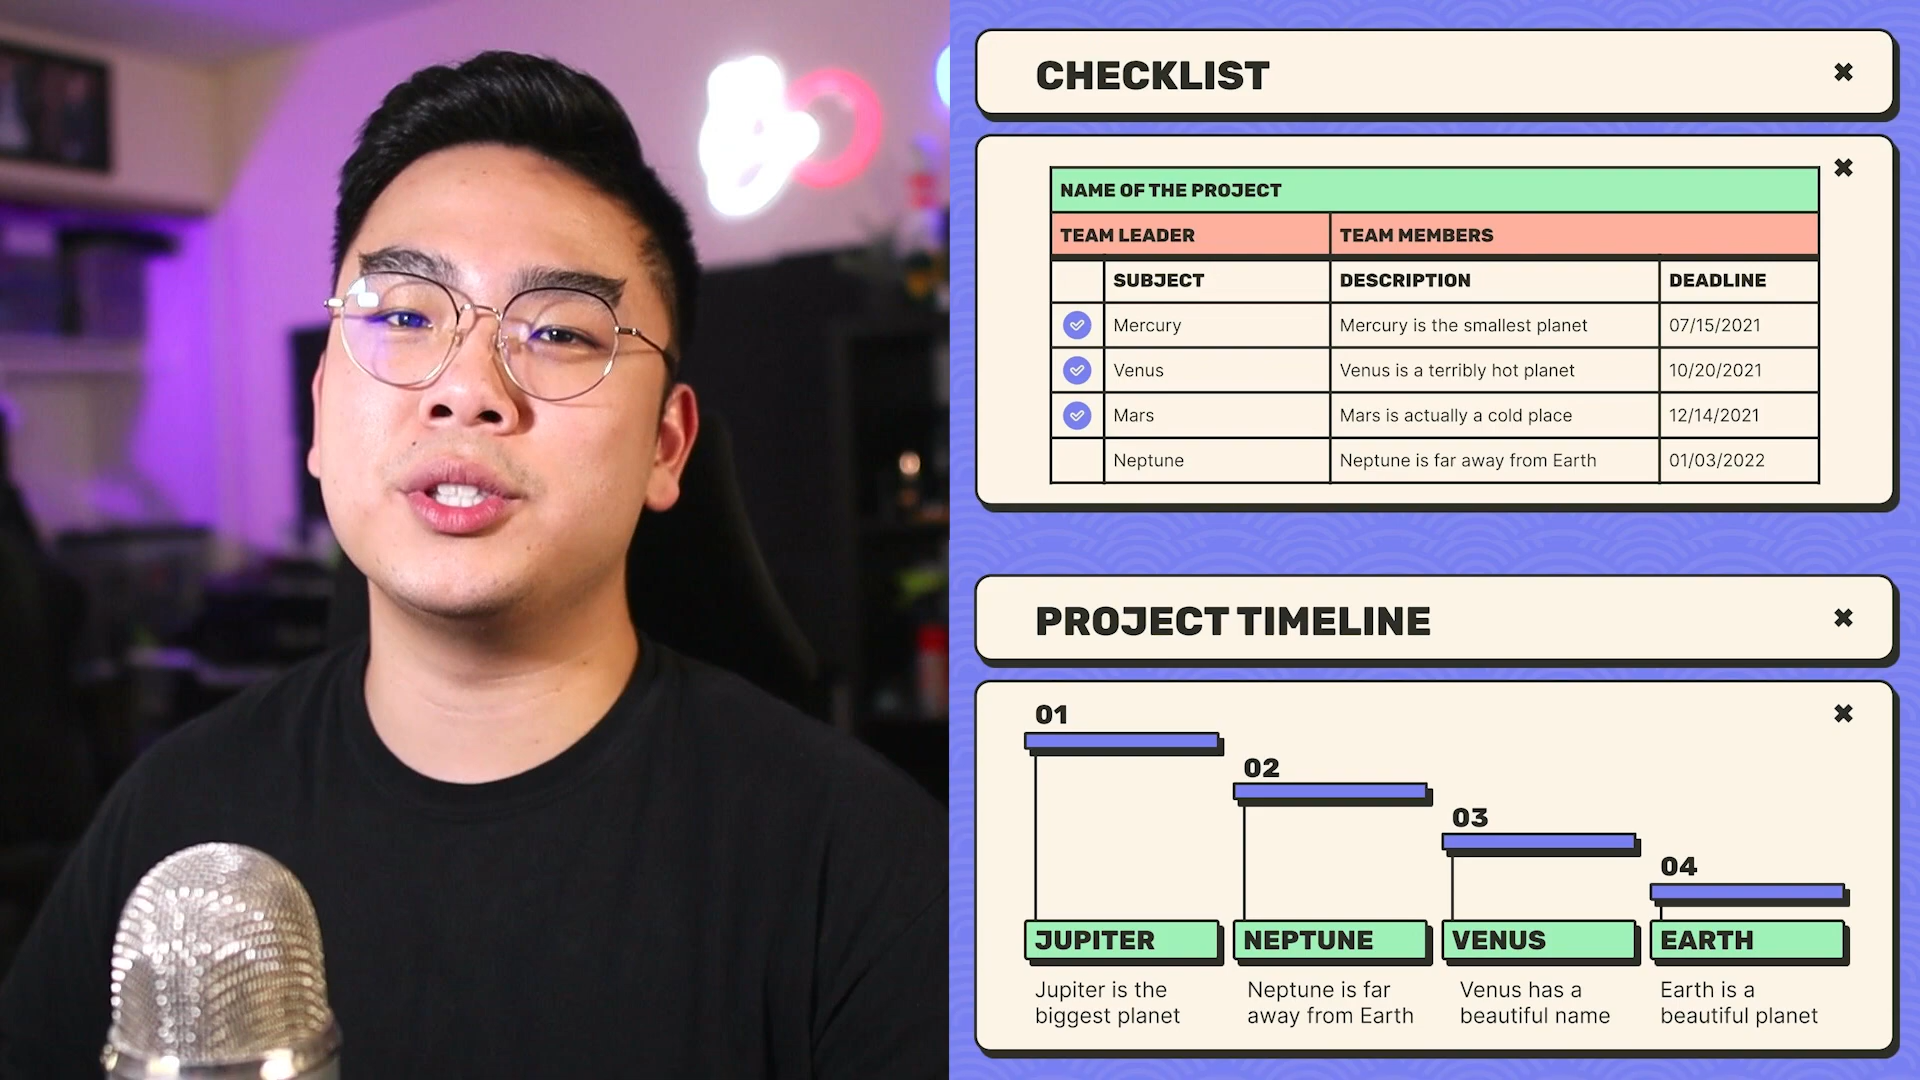 CHECKLIST
NAME OF THE PROJECT
TEAM LEADER TEAM MEMBERS
SUBJECT DESCRIPTION DEADLINE
Mercury Mercury is the smallest planet 07/15/2021
Venus Venus is a terribly hot planet 10/20/2021
Mars Mars is actually a cold place 12/14/2021
Neptune Neptune is far away from Earth 01/03/2022
PROJECT TIMELINE
01
02
03
04
JUPITER
Jupiter is the
biggest planet
NEPTUNE
Neptune is far
away from Earth
VENUS
Venus has a
beautiful name
EARTH
Earth is a
beautiful planet